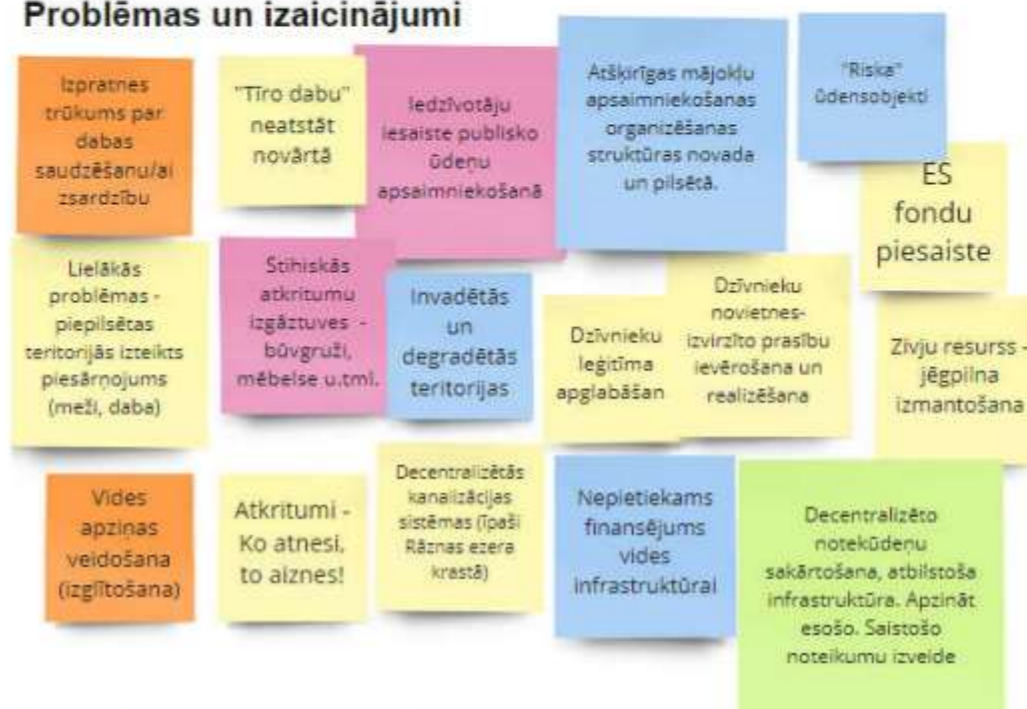 Problēmas un izaicinājumi
Izpratnes
trūkums par
dabas
saudzēšanu/ai
zsardzību
"Tīro dabu"
neatstāt
novārtā
Iedzīvotāju
iesaiste publisko
ūdeņu
apsaimniekošanā
Atšķirīgas mājokļu
apsaimniekošanas
organizēšanas
struktūras novada
un pilsētā.
"Riska"
ūdensobjekti
ES
fondu
piesaiste
Lielākās
problēmas -
piepilsētas
teritorijās izteikts
piesārņojums
(meži, daba)
Stihiskās
atkritumu
izgāztuves -
būvgruži,
mēbelse u.tml.
Invadētās
un
degradētās
teritorijas
Dzīvnieku
leģitīma
apglabāšan
Dzīvnieku
novietnes-
izvirzīto prasību
ievērošana un
realizēšana
Zivju resurss -
jēgpilna
izmantošana
Vides
apziņas
veidošana
(izglītošana)
Atkritumi -
Ko atnesi,
to aiznes!
Decentralizētās
kanalizācijas
sistēmas (īpaši
Rāznas ezera
krastā)
Nepietiekams
finansējums
vides
infrastruktūrai
Decentralizēto
notekūdeņu
sakārtošana, atbilstoša
infrastruktūra. Apzināt
esošo. Saistošo
noteikumu izveide